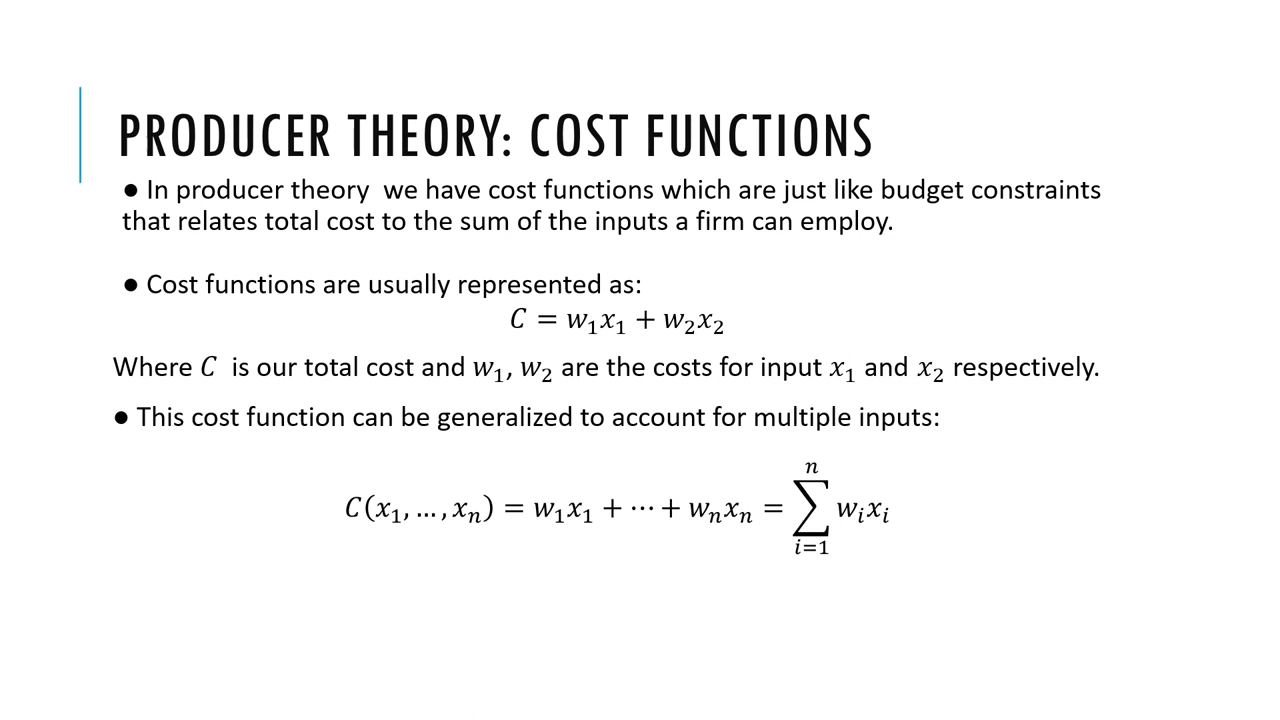 PRODUCER THEORY: COST FUNCTIONS
● In producer theory  we have cost functions which are just like budget constraints
that relates total cost to the sum of the inputs a firm can employ.
● Cost functions are usually represented as:
𝐶 = 𝑤₁𝑥₁ + 𝑤₂𝑥₂
Where 𝐶  is our total cost and 𝑤₁, 𝑤₂ are the costs for input 𝑥₁ and 𝑥₂ respectively.
● This cost function can be generalized to account for multiple inputs:
𝐶(𝑥₁, … , 𝑥ₙ) = 𝑤₁𝑥₁ + ⋯ + 𝑤ₙ𝑥ₙ = ∑ⁿᵢ₌₁ 𝑤ᵢ𝑥ᵢ